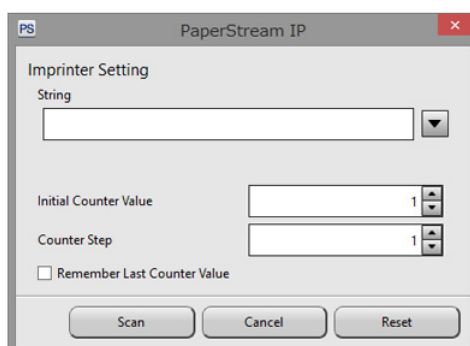 PS PaperStream IP ×
Imprinter Setting
String
Initial Counter Value 1
Counter Step 1
Remember Last Counter Value
Scan Cancel Reset